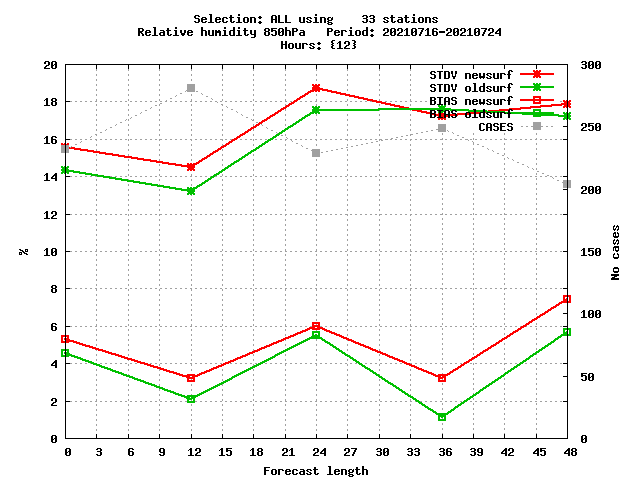 Selection: ALL using    33 stations
Relative humidity 850hPa   Period: 20210716-20210724
Hours: {12}
STDV newsurf
STDV oldsurf
BIAS newsurf
BIAS oldsurf
CASES
20
18
16
14
12
10
8
6
4
2
0
%
300
250
200
150
100
50
0
No cases
0 3 6 9 12 15 18 21 24 27 30 33 36 39 42 45 48
Forecast length